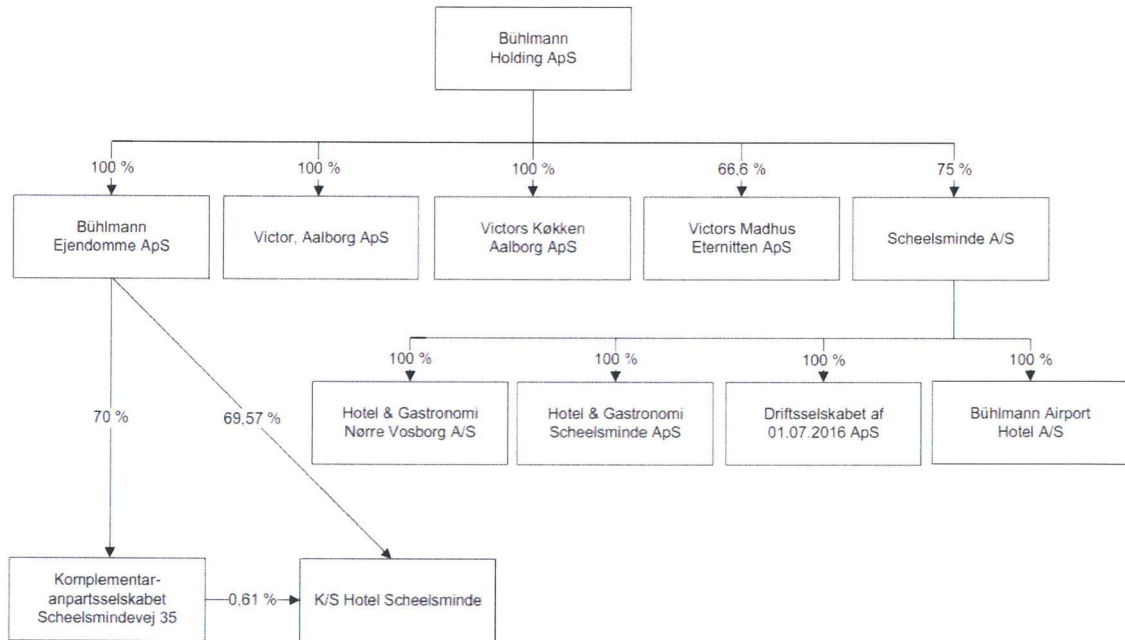 Bühlmann
Holding ApS
100 %
100 %
100 %
66,6 %
75 %
Bühlmann
Ejendomme ApS
Victor, Aalborg ApS
Victors Køkken
Aalborg ApS
Victors Madhus
Eternitten ApS
Scheelsminde A/S
100 %
100 %
100 %
100 %
Hotel & Gastronomi
Nørre Vosborg A/S
Hotel & Gastronomi
Scheelsminde ApS
Driftsselskabet af
01.07.2016 ApS
Bühlmann Airport
Hotel A/S
70 %
69,57 %
Komplementar-
anpartsselskabet
Scheelsmindevej 35
0,61 %
K/S Hotel Scheelsminde